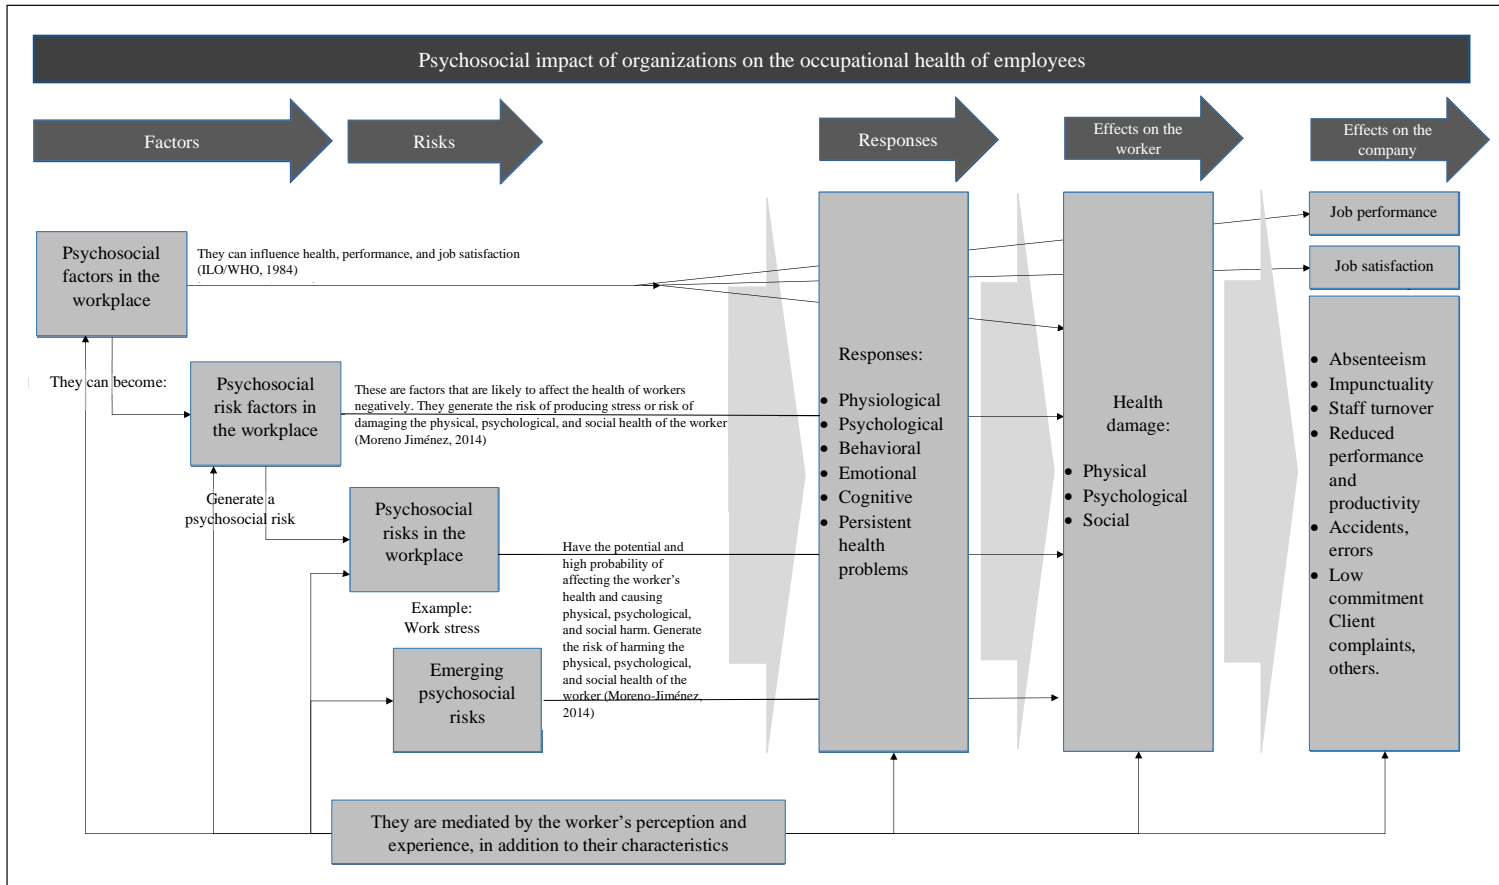 Psychosocial impact of organizations on the occupational health of employees
Factors
Risks
Responses
Effects on the
worker
Effects on the
company
Psychosocial
factors in the
workplace
They can influence health, performance, and job satisfaction
(ILO/WHO, 1984)
Job performance
Job satisfaction
They can become:
Psychosocial
risk factors in
the workplace
These are factors that are likely to affect the health of workers
negatively. They generate the risk of producing stress or risk of
damaging the physical, psychological, and social health of the worker
(Moreno Jiménez, 2014)
Generate a
psychosocial risk
Psychosocial
risks in the
workplace
Example:
Work stress
Have the potential and
high probability of
affecting the worker’s
health and causing
physical, psychological,
and social harm. Generate
the risk of harming the
physical, psychological,
and social health of the
worker (Moreno-Jiménez,
2014)
Emerging
psychosocial
risks
Responses:
• Physiological
• Psychological
• Behavioral
• Emotional
• Cognitive
• Persistent
health
problems
Health
damage:
• Physical
• Psychological
• Social
• Absenteeism
• Impunctuality
• Staff turnover
• Reduced
performance
and
productivity
• Accidents,
errors
• Low
commitment
Client
complaints,
others.
They are mediated by the worker’s perception and
experience, in addition to their characteristics